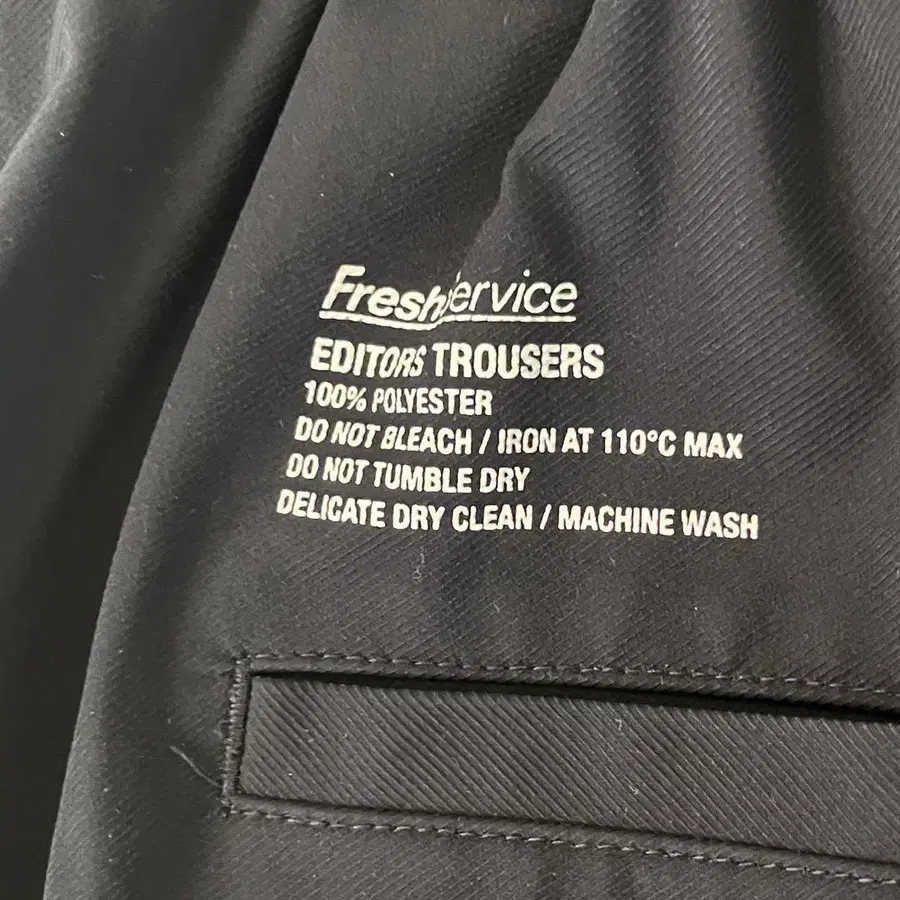 FreshService
EDITORS TROUSERS
100% POLYESTER
DO NOT BLEACH / IRON AT 110°C MAX
DO NOT TUMBLE DRY
DELICATE DRY CLEAN / MACHINE WASH